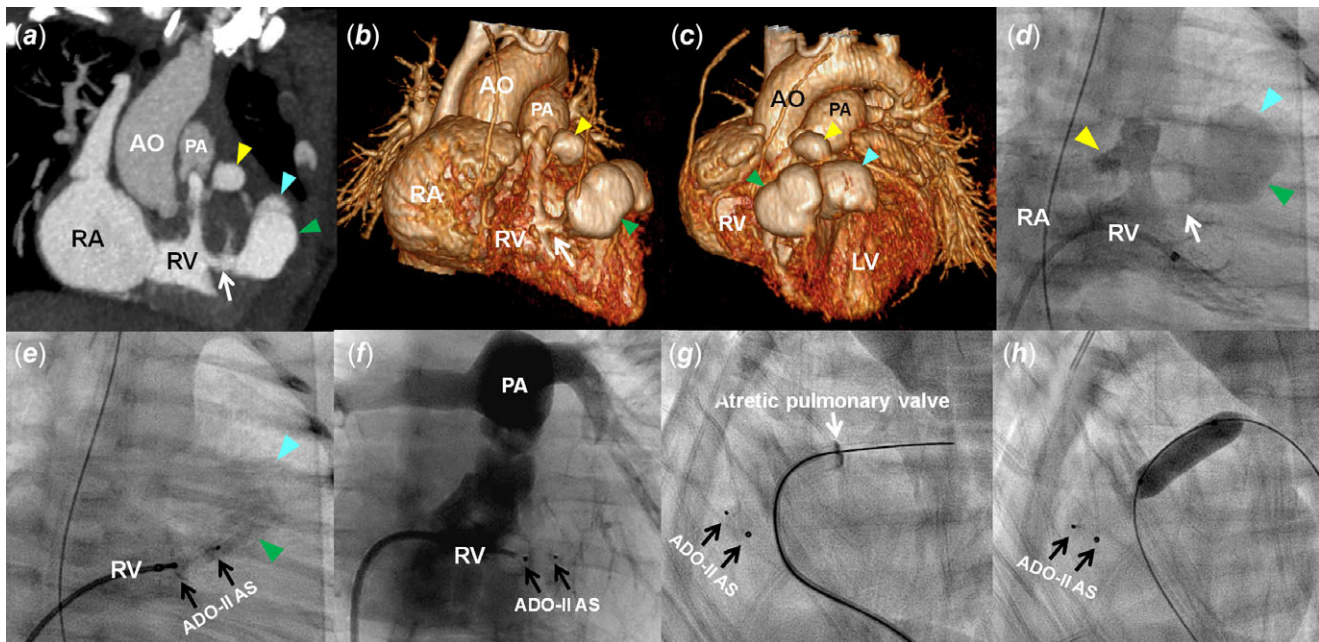 (a)
AO
PA
RA
RV
(b)
AO
PA
RA
RV
(c)
AO
PA
RV
LV
(d)
RA
RV
(e)
RV
ADO-II AS
(f)
PA
RV
ADO-II AS
(g)
Atretic pulmonary valve
ADO-II AS
(h)
ADO-II AS